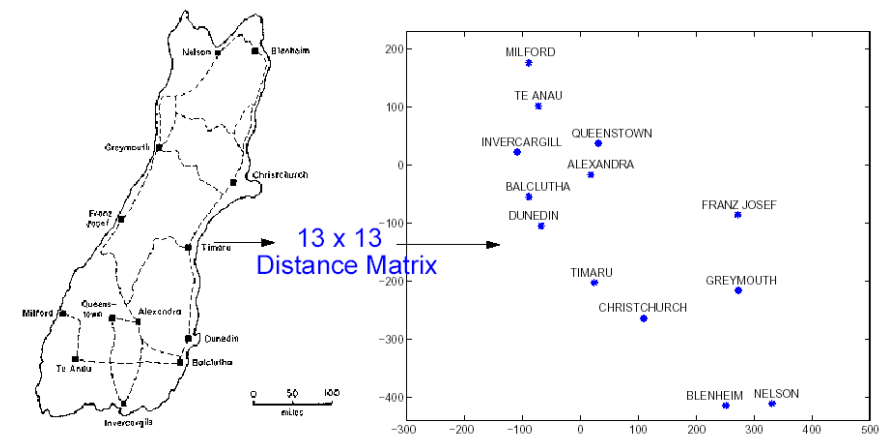 Nelson
Blenheim
Greymouth
Christchurch
Franz
Josef
Timaru
Queens-
town
Alexandra
Milford
Dunedin
Te Anau
Balclutha
Invercargila
0 50 100
miles
13 x 13
Distance Matrix
MILFORD
TE ANAU
QUEENSTOWN
INVERCARGILL
ALEXANDRA
BALCLUTHA
DUNEDIN
FRANZ JOSEF
TIMARU
GREYMOUTH
CHRISTCHURCH
BLENHEIM
NELSON
200
100
0
−100
−200
−300
−400
−300 −200 −100 0 100 200 300 400 500